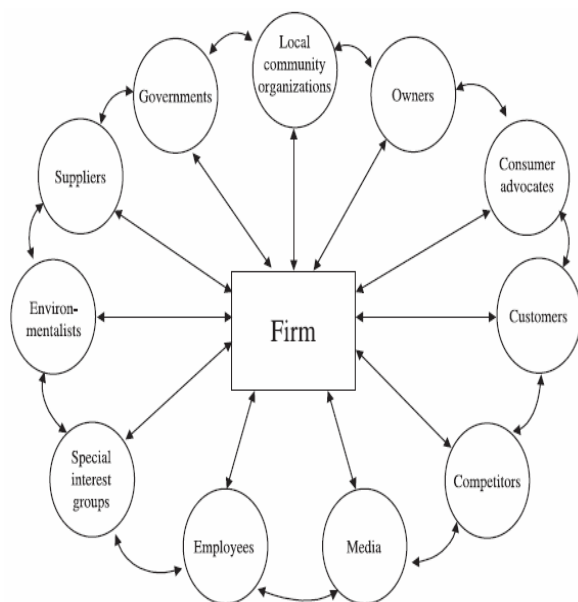 Local
community
organizations
Governments
Owners
Suppliers
Consumer
advocates
Environ-
mentalists
Firm
Customers
Special
interest
groups
Competitors
Employees
Media